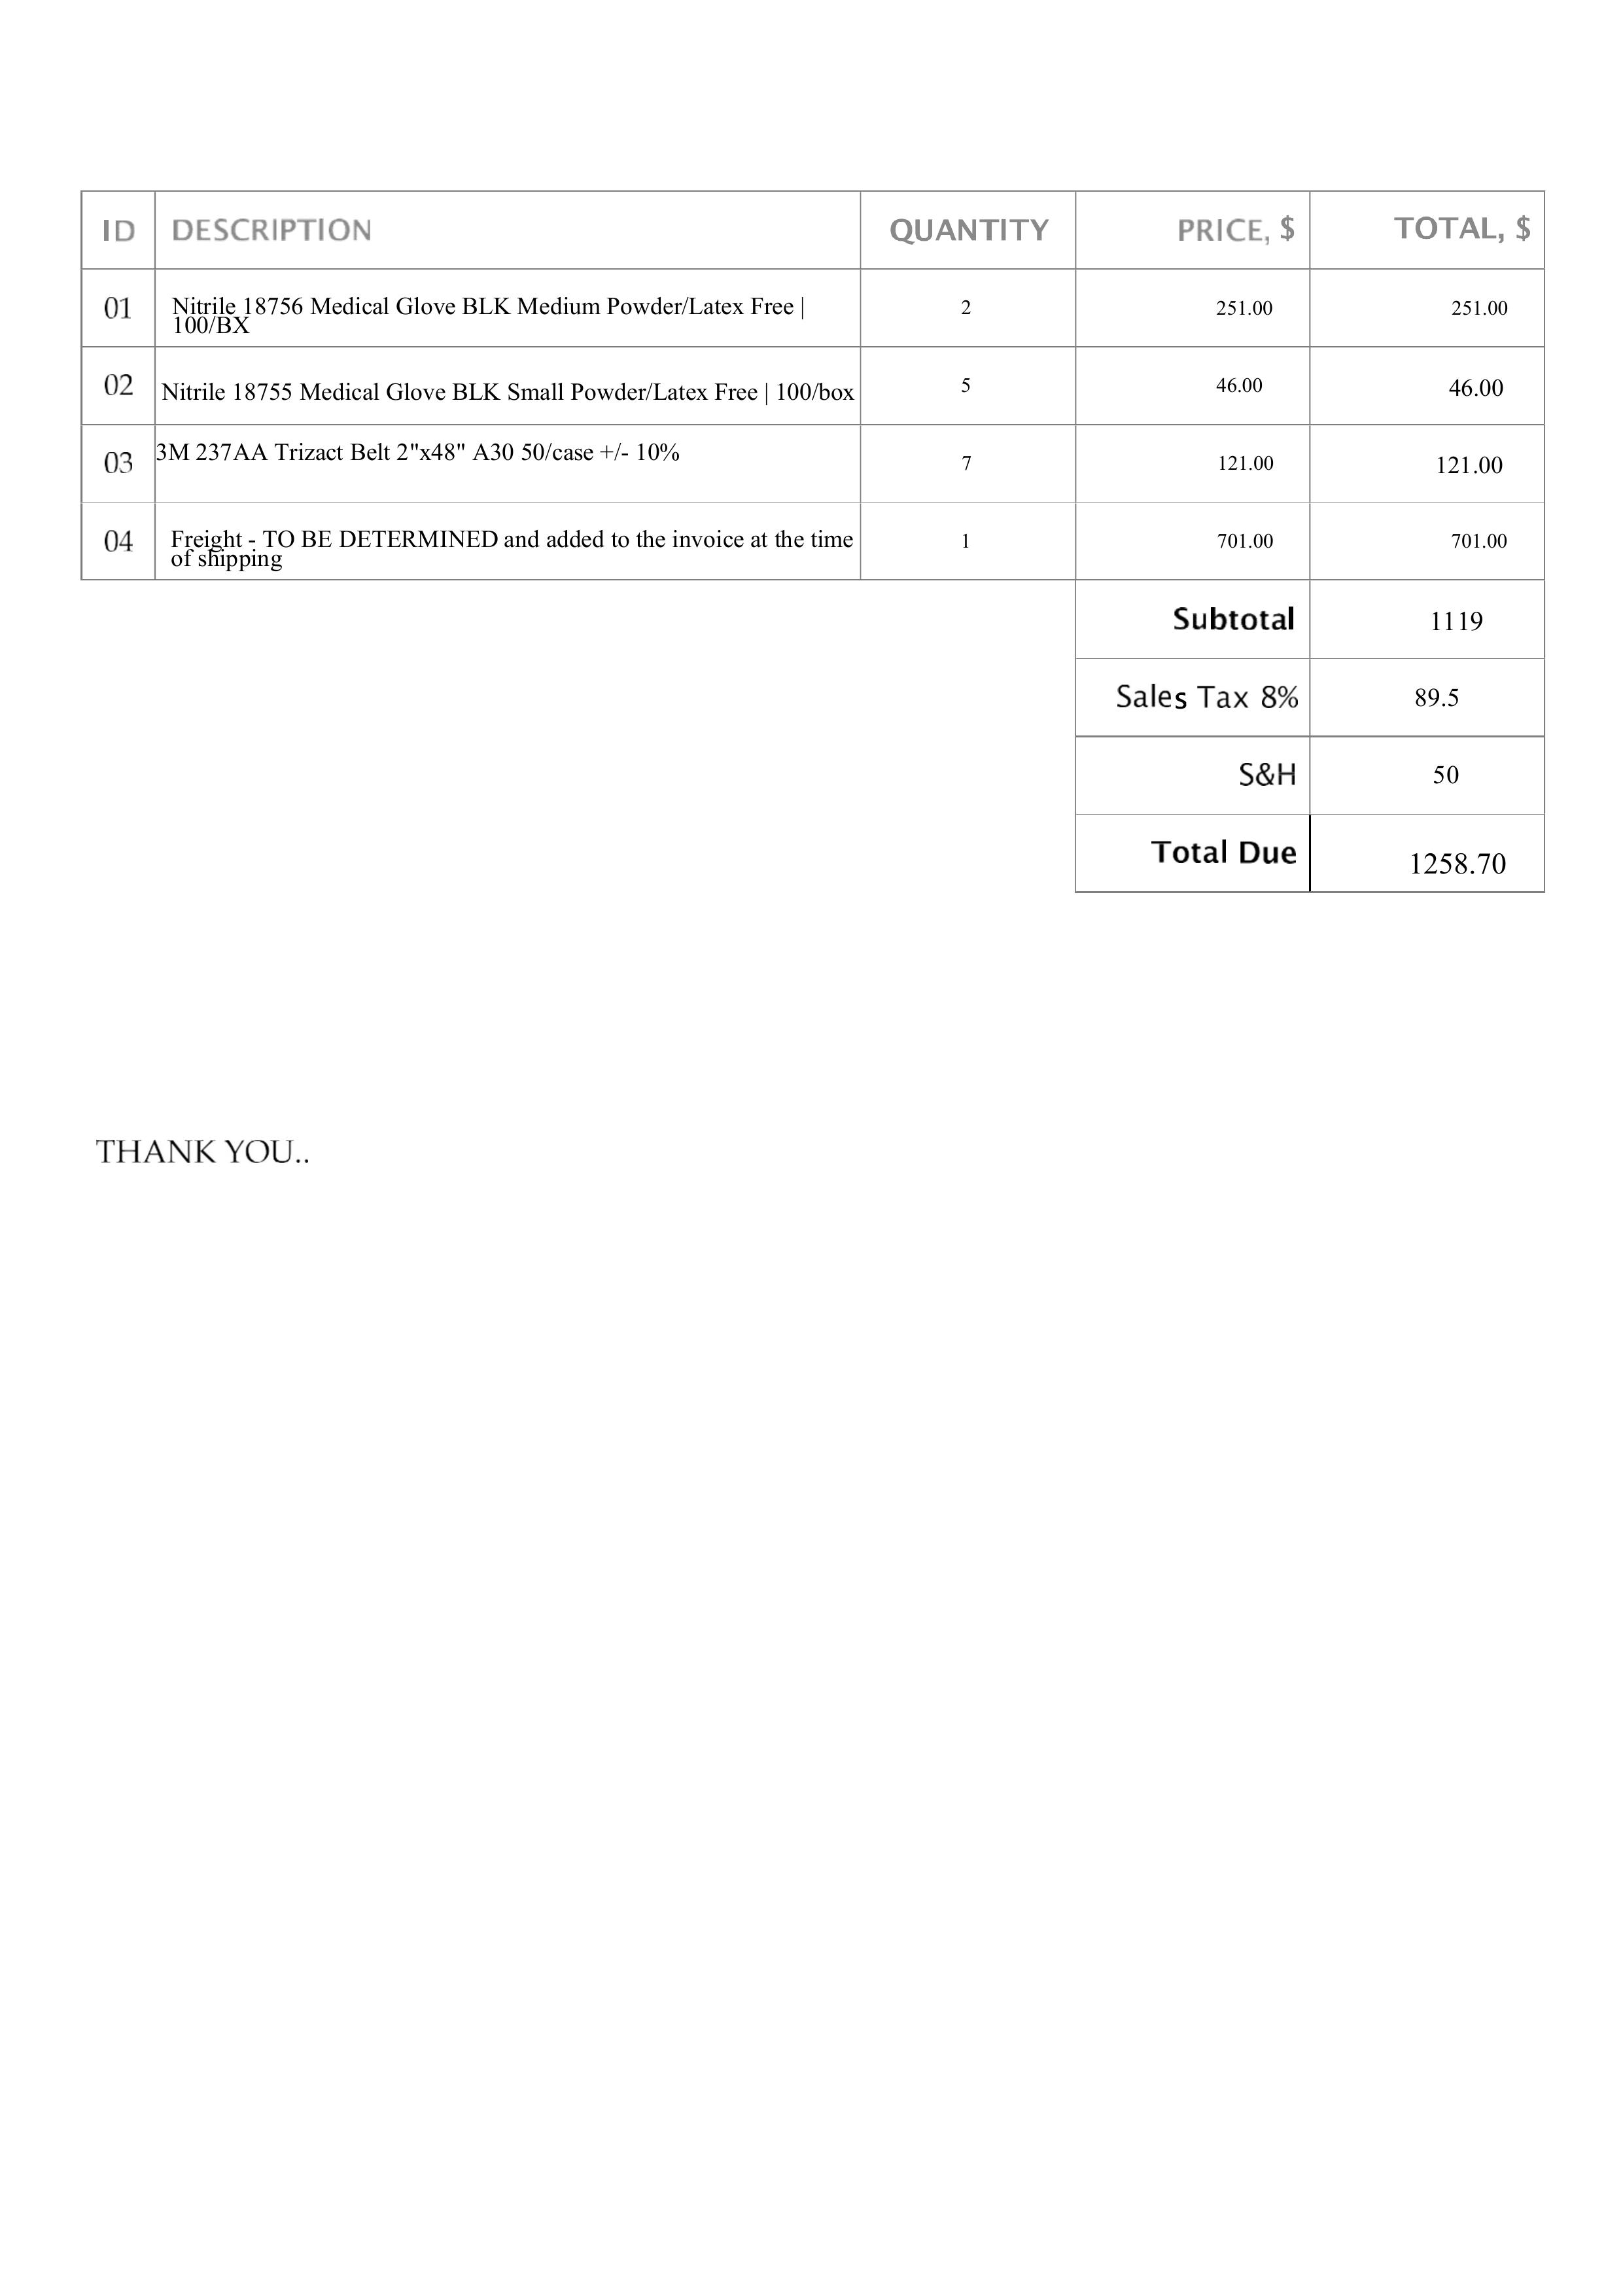 ID DESCRIPTION QUANTITY PRICE, $ TOTAL, $
01 Nitrile 18756 Medical Glove BLK Medium Powder/Latex Free | 2 251.00 251.00
100/BX
02 Nitrile 18755 Medical Glove BLK Small Powder/Latex Free | 100/box 5 46.00 46.00
03 3M 237AA Trizact Belt 2"x48" A30 50/case +/- 10% 7 121.00 121.00
04 Freight - TO BE DETERMINED and added to the invoice at the time 1 701.00 701.00
of shipping
Subtotal 1119
Sales Tax 8% 89.5
S&H 50
Total Due 1258.70
THANK YOU..